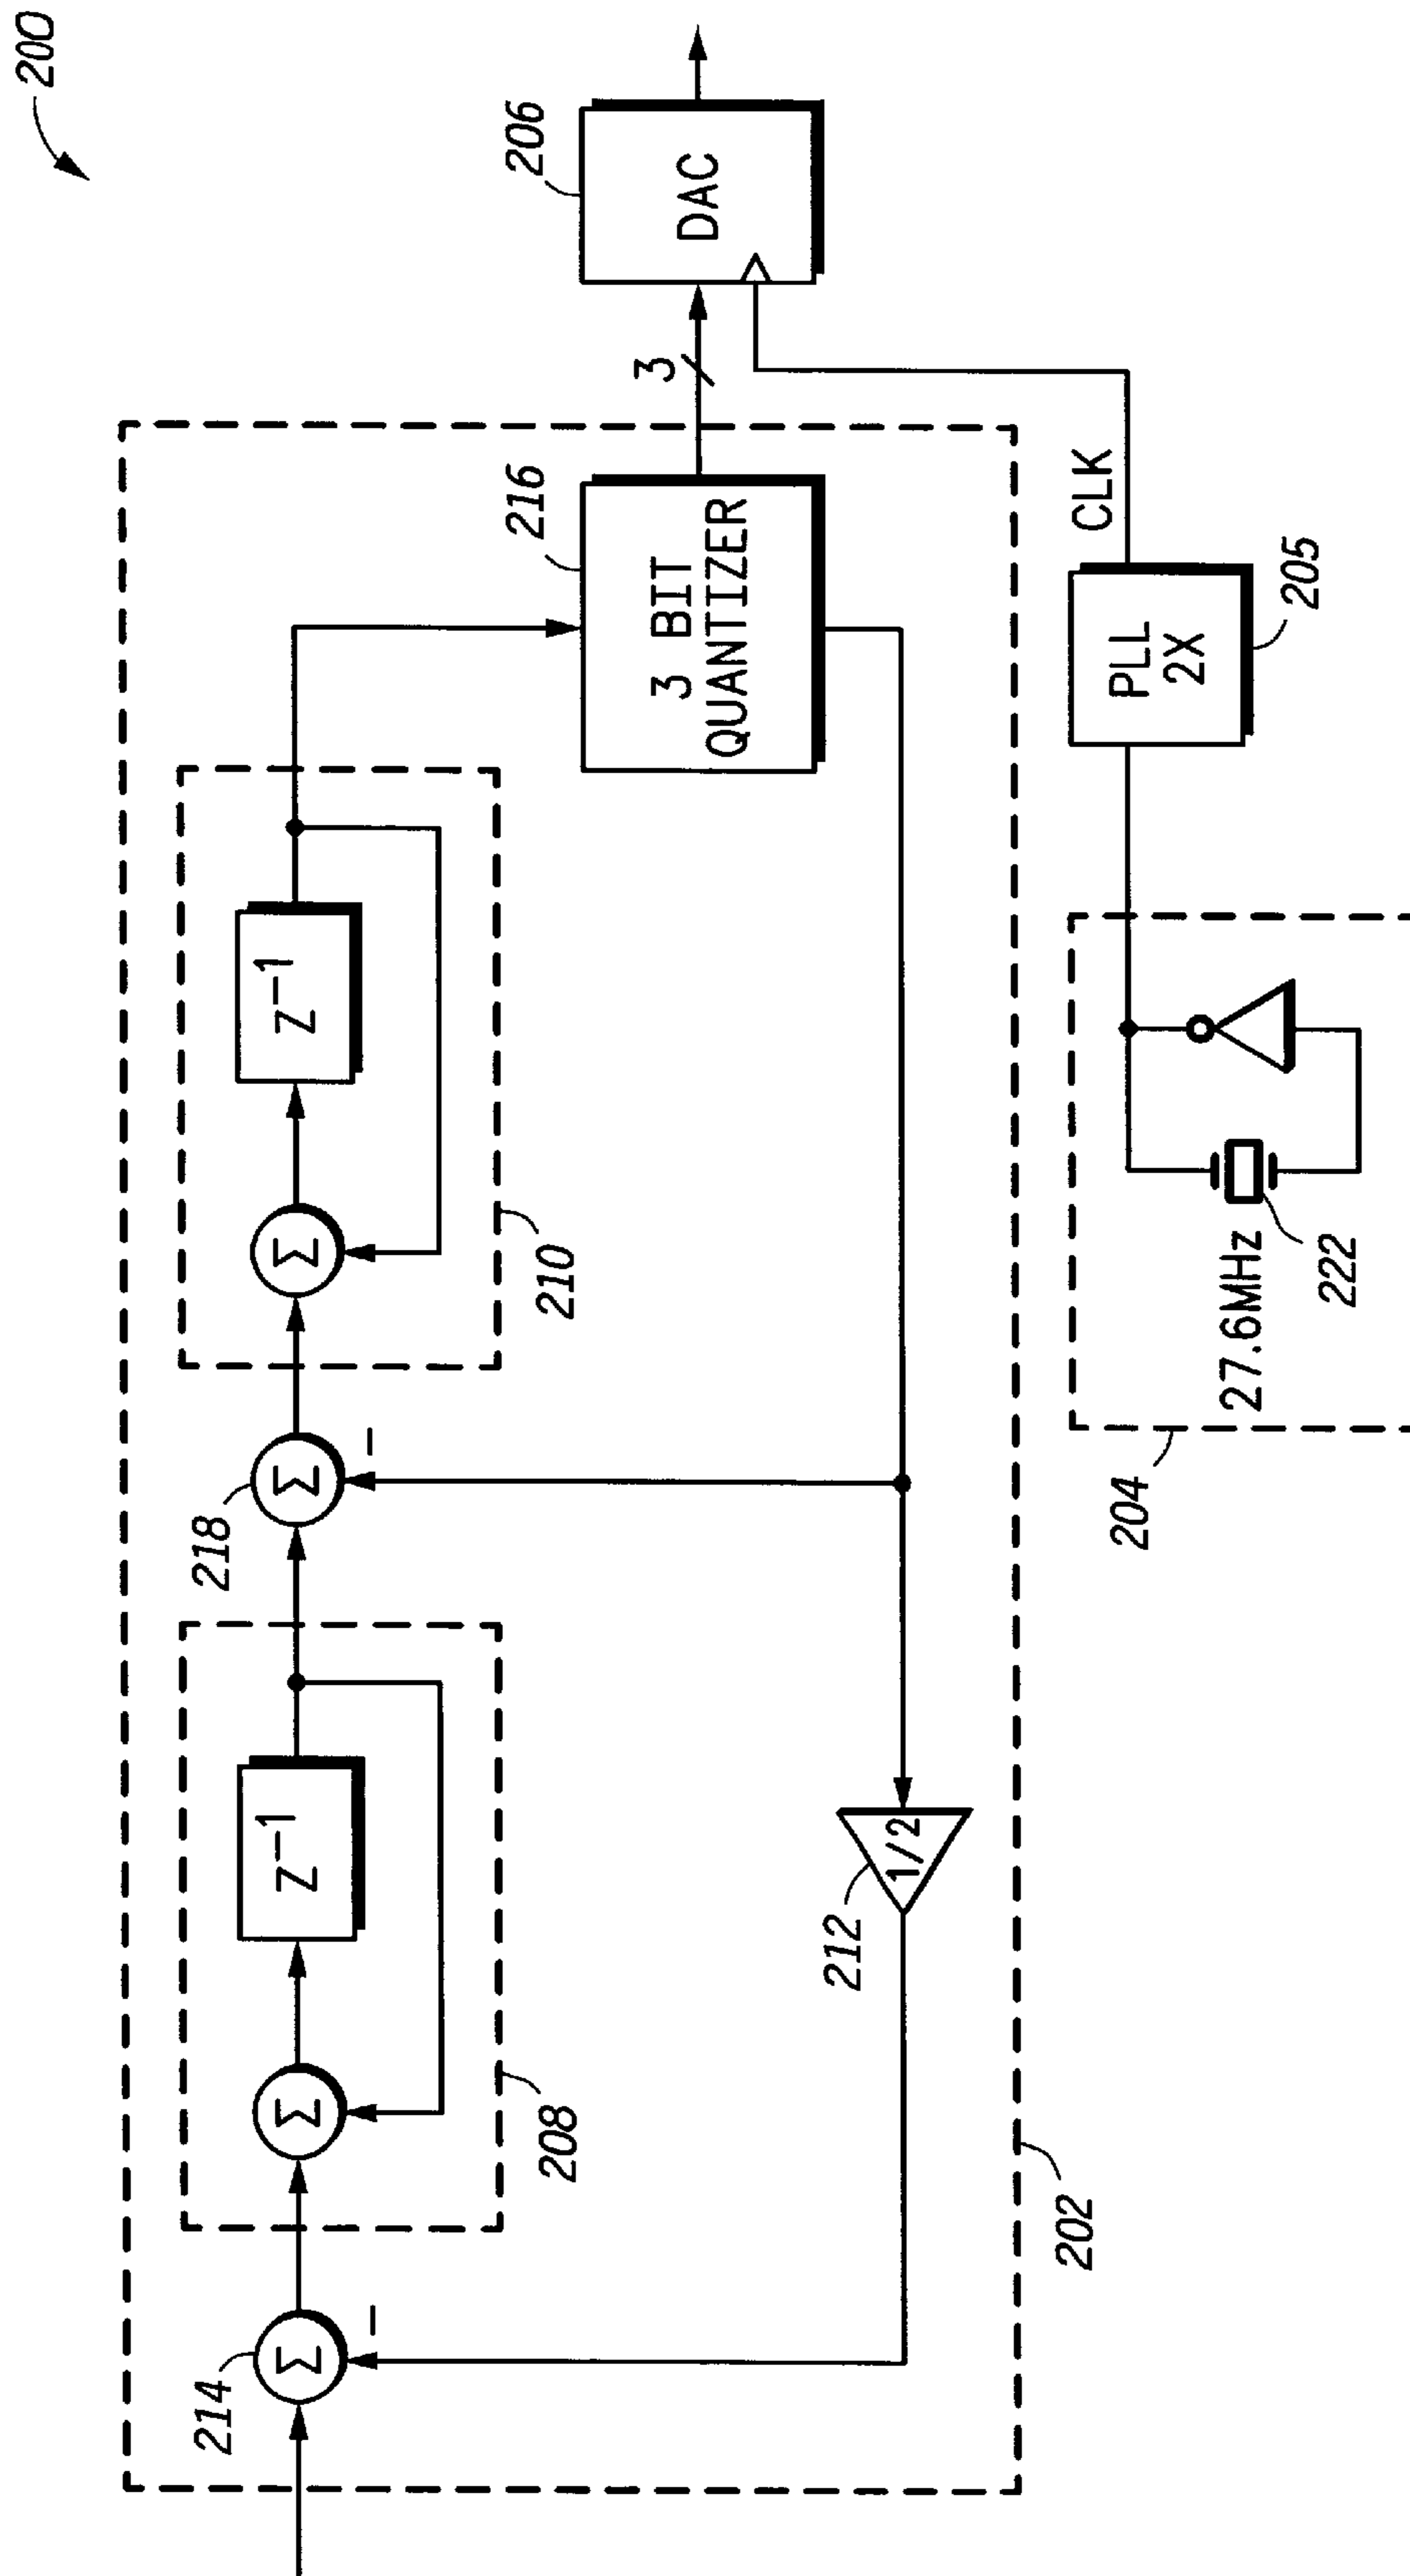 200
214
Σ
−
208
Σ
Z⁻¹
218
Σ
−
210
Σ
Z⁻¹
216
3 BIT
QUANTIZER
3
206
DAC
212
1/2
202
204
27.6MHz
222
PLL
2X
205
CLK